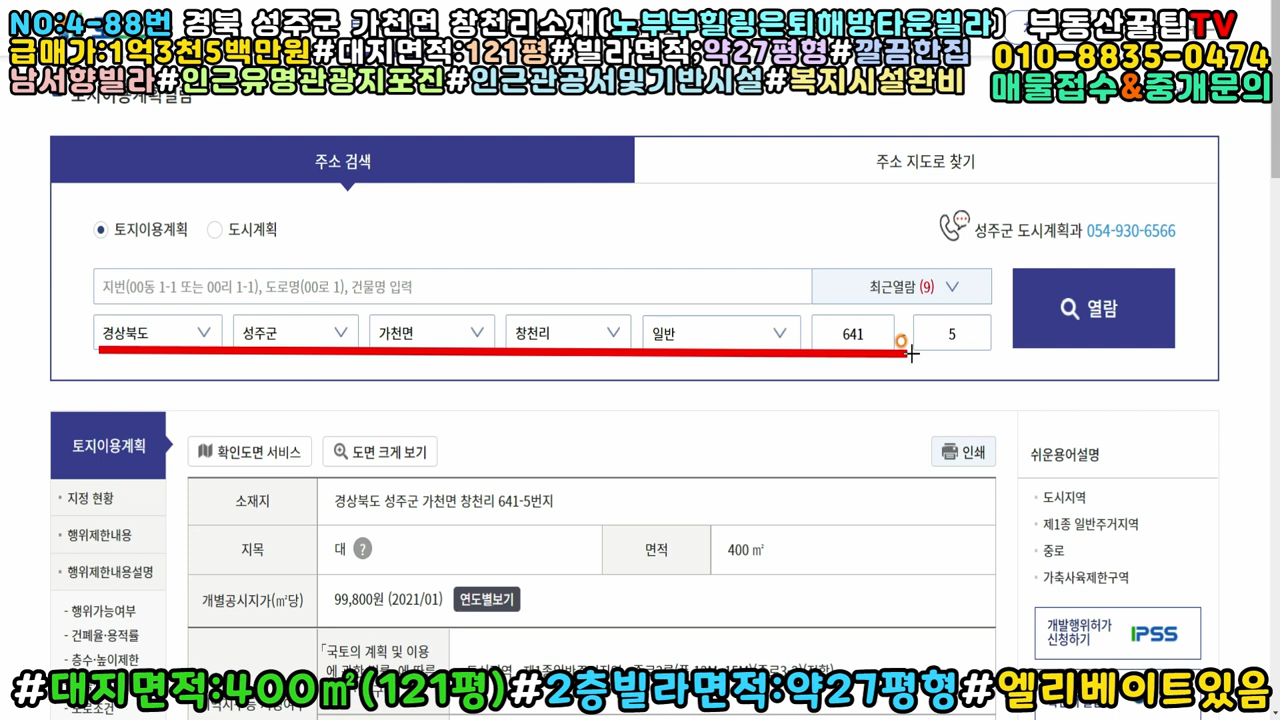 NO:4-88번 경북 성주군 가천면 창천리소재(노부부힐링은퇴해방타운빌라) 부동산꿀팁TV
급매가:1억3천5백만원#대지면적:121평#빌라면적;약27평형#깔끔한집 010-8835-0474
남서향빌라#인근유명관광지포진#인근관공서및기반시설#복지시설완비 매물접수&중개문의
토지이용계획열람
주소 검색
주소 지도로 찾기
토지이용계획 도시계획
성주군 도시계획과 054-930-6566
지번(00동 1-1 또는 00리 1-1), 도로명(00로 1), 건물명 입력
최근열람 (9)
열람
경상북도 성주군 가천면 창천리 일반 641 5
토지이용계획
확인도면 서비스 도면 크게 보기 인쇄
쉬운용어설명
지정 현황
행위제한내용
행위제한내용설명
- 행위가능여부
- 건폐율·용적률
- 층수·높이제한
소재지 경상북도 성주군 가천면 창천리 641-5번지
지목 대 ? 면적 400 ㎡
개별공시지가(㎡당) 99,800원 (2021/01) 연도별보기
「국토의 계획 및 이용
도시지역
제1종 일반주거지역
중로
가축사육제한구역
개발행위허가
신청하기 IPSS
#대지면적:400㎡(121평)#2층빌라면적:약27평형#엘리베이트있음